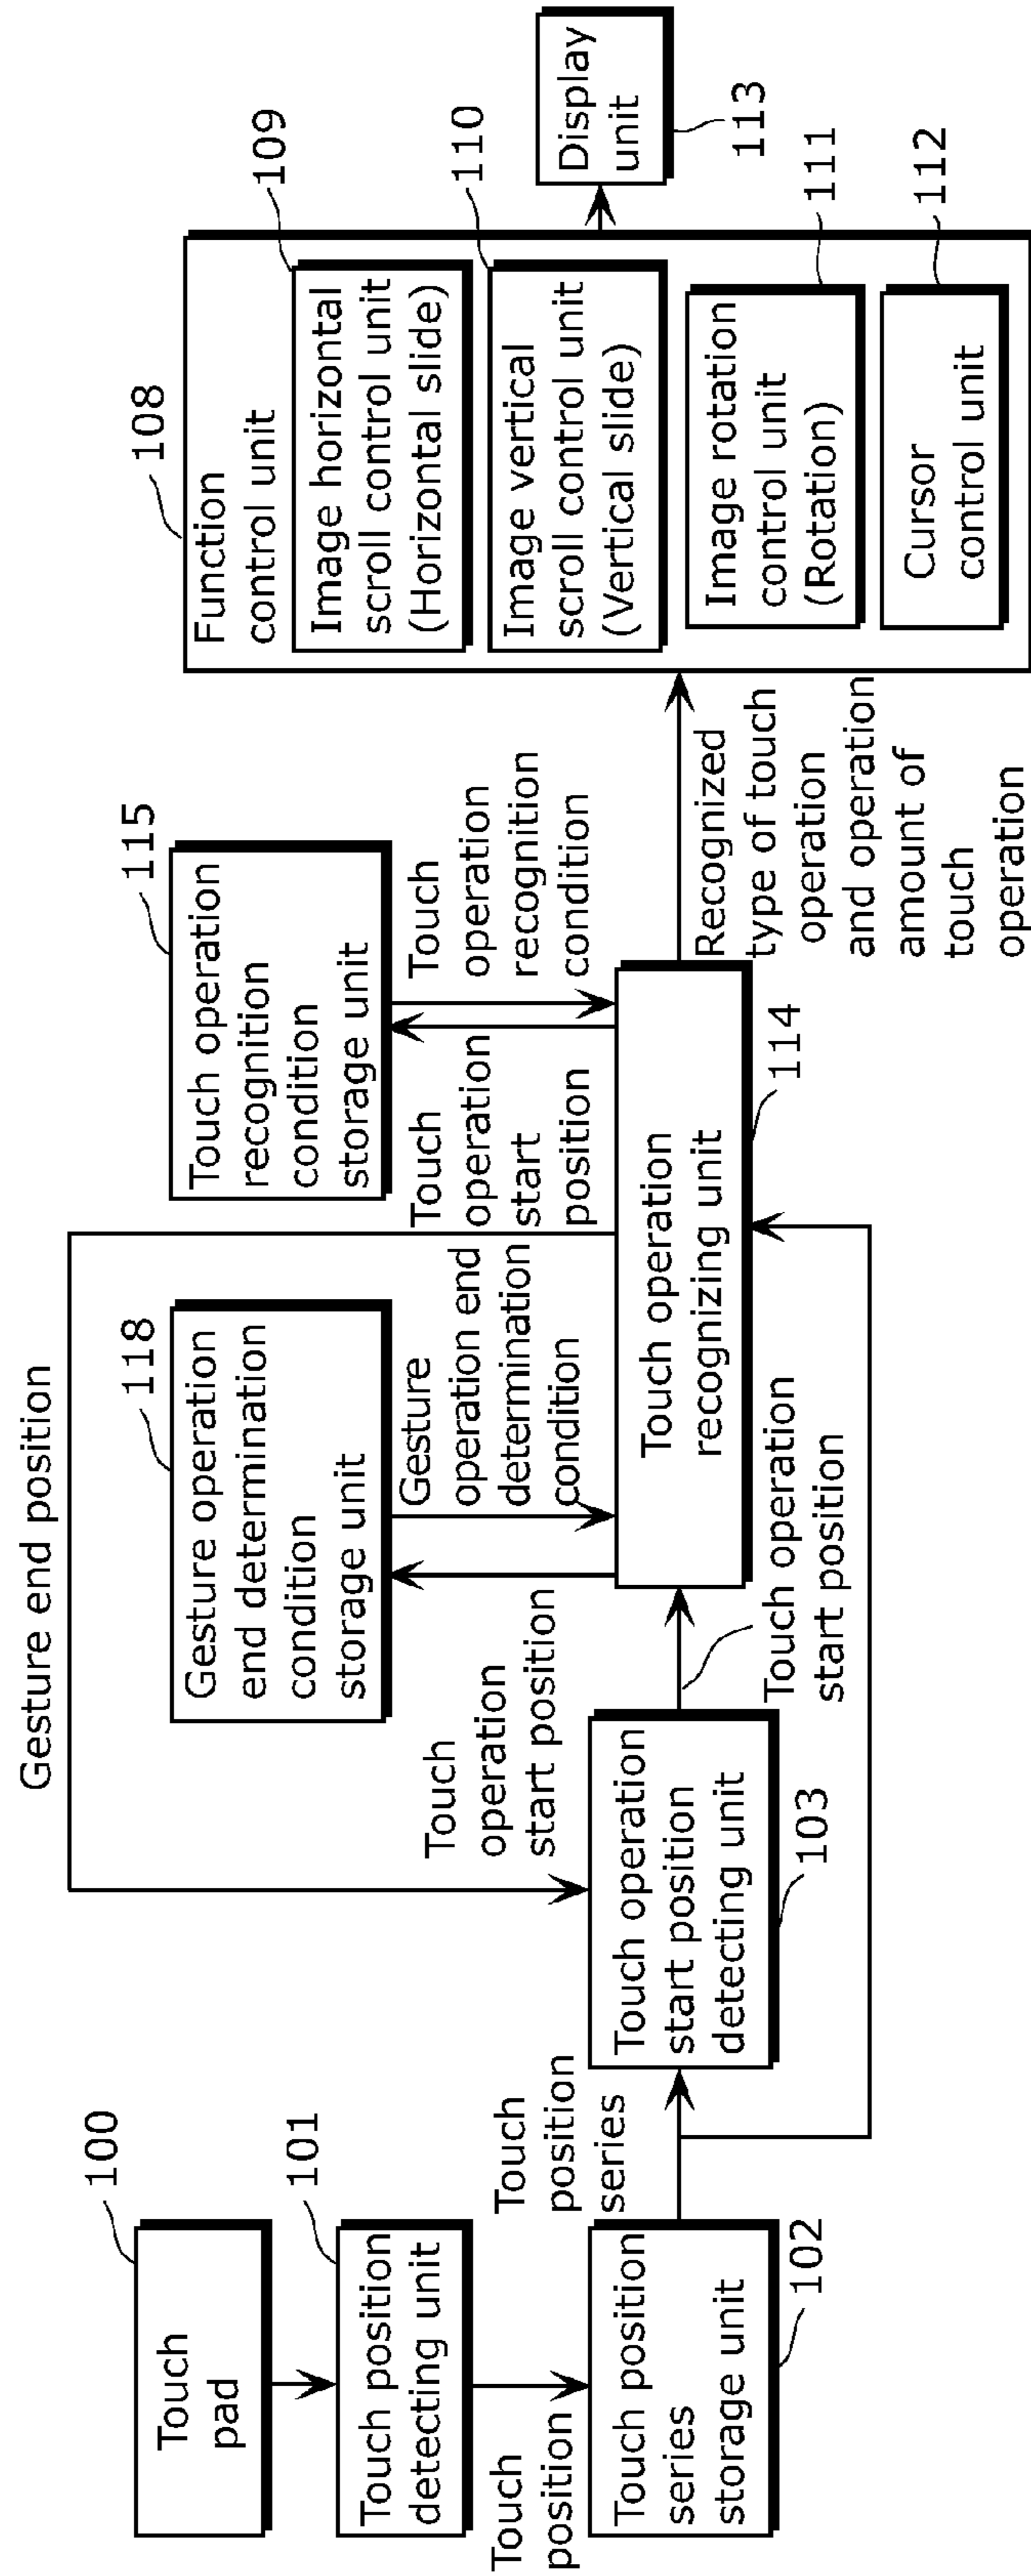 Gesture end position
100
Touch
pad
101
Touch position
detecting unit
Touch
position
Touch position
series
storage unit
102
Touch
position
series
Touch operation
start position
detecting unit
103
Touch operation
start position
118
Gesture operation
end determination
condition
storage unit
Touch
operation
start position
Gesture
operation end
determination
condition
Touch operation
recognizing unit
114
115
Touch operation
recognition
condition
storage unit
Touch
operation
start
position
Touch
operation
recognition
condition
Recognized
type of touch
operation
and operation
amount of
touch
operation
108
Function
control unit
109
Image horizontal
scroll control unit
(Horizontal slide)
110
Image vertical
scroll control unit
(Vertical slide)
111
Image rotation
control unit
(Rotation)
112
Cursor
control unit
Display
unit
113